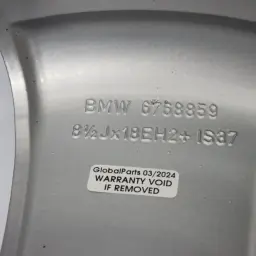 BMW 6758859
8½Jx18EH2+ IS37
GlobalParts 03/2024
WARRANTY VOID
IF REMOVED